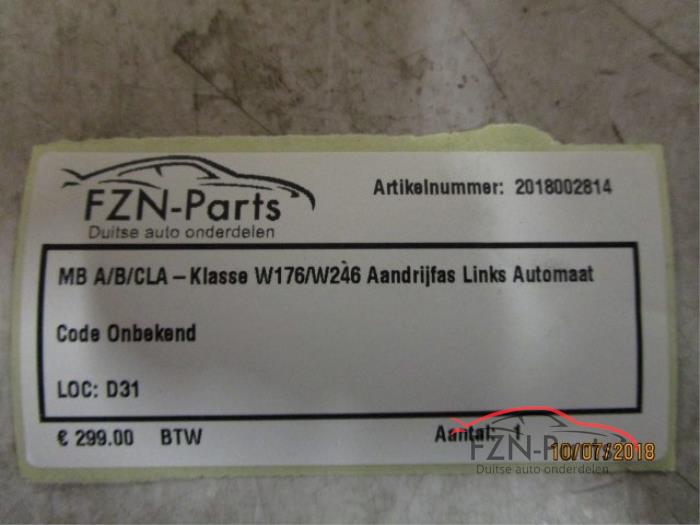 FZN-Parts
Duitse auto onderdelen
Artikelnummer: 2018002814
MB A/B/CLA – Klasse W176/W246 Aandrijfas Links Automaat
Code Onbekend
LOC: D31
€ 299.00 BTW
Aantal: 1
FZN-Parts
Duitse auto onderdelen
10/07/2018